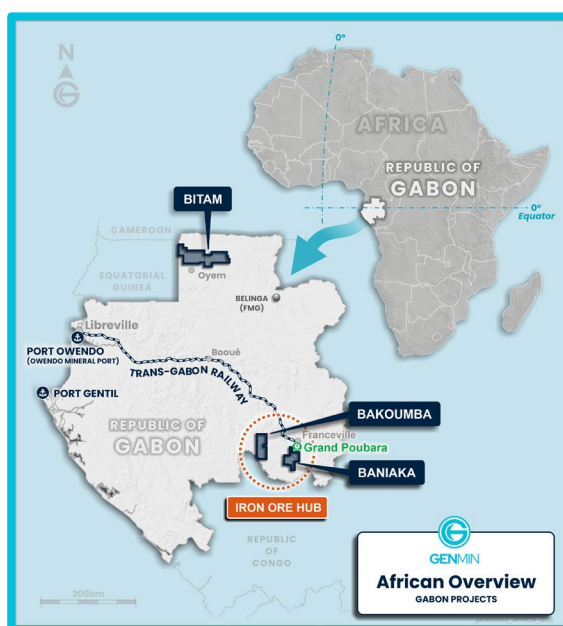 N
G
0°
AFRICA
REPUBLIC OF
GABON
0°
Equator
BITAM
CAMEROON
EQUATORIAL
GUINEA
Oyem
BELINGA
(FMG)
Libreville
PORT OWENDO
(OWENDO MINERAL PORT)
Booué
TRANS-GABON RAILWAY
PORT GENTIL
REPUBLIC OF
GABON
BAKOUMBA
Franceville
Grand Poubara
BANIAKA
IRON ORE HUB
REPUBLIC
OF
CONGO
200km
G
GENMIN
African Overview
GABON PROJECTS